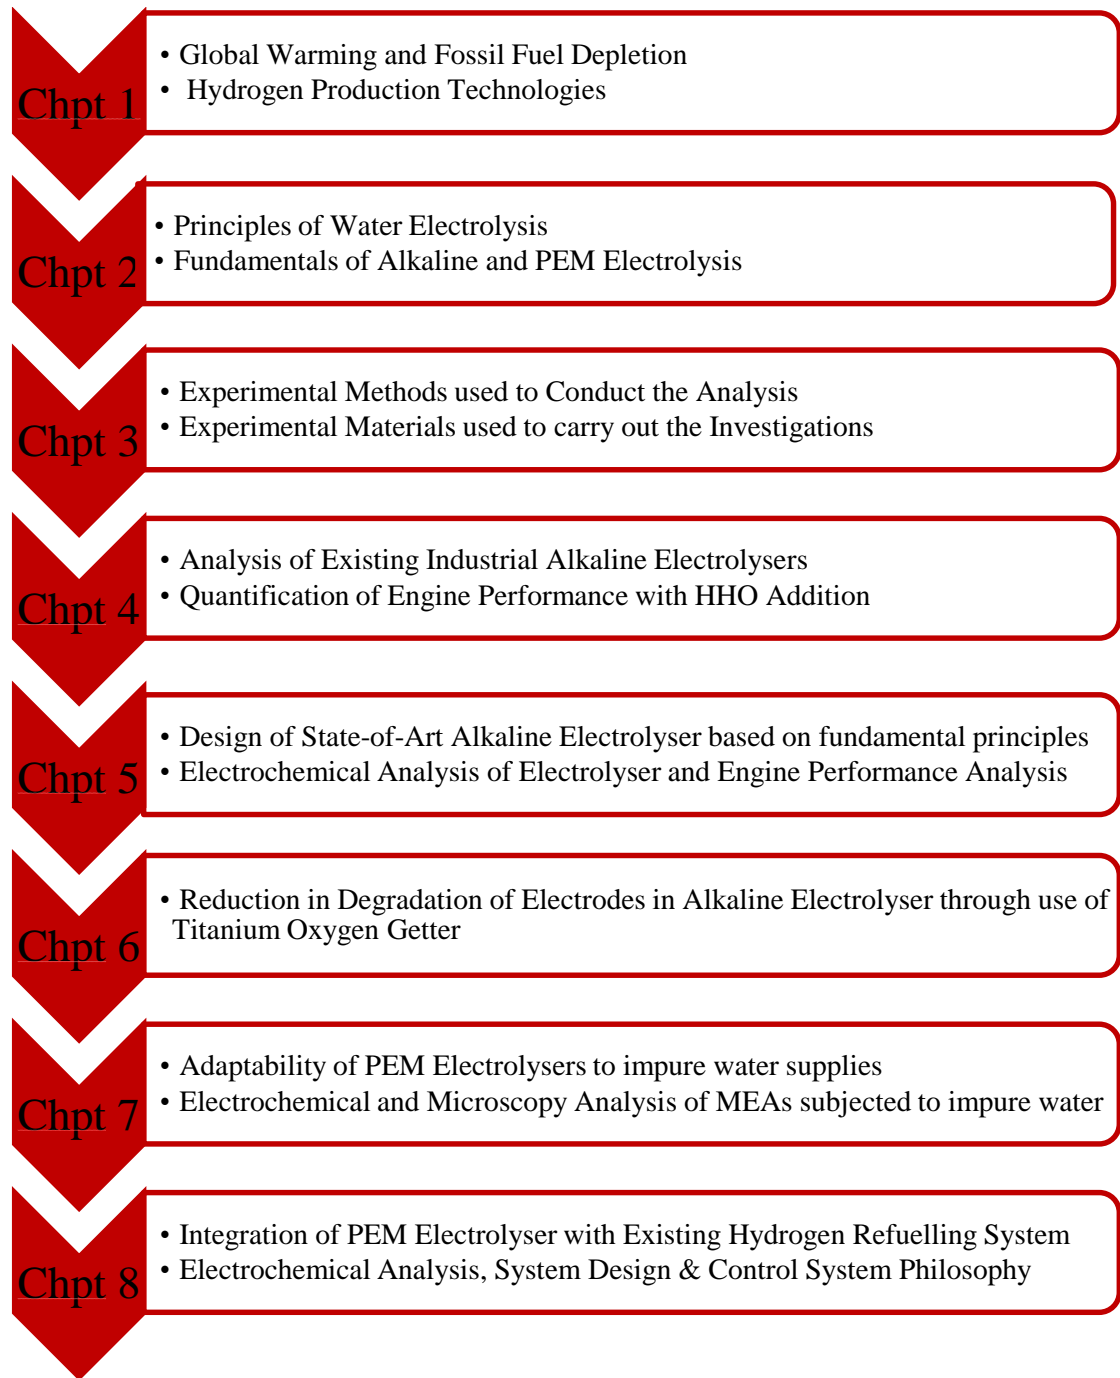 Chpt 1
• Global Warming and Fossil Fuel Depletion
• Hydrogen Production Technologies
Chpt 2
• Principles of Water Electrolysis
• Fundamentals of Alkaline and PEM Electrolysis
Chpt 3
• Experimental Methods used to Conduct the Analysis
• Experimental Materials used to carry out the Investigations
Chpt 4
• Analysis of Existing Industrial Alkaline Electrolysers
• Quantification of Engine Performance with HHO Addition
Chpt 5
• Design of State-of-Art Alkaline Electrolyser based on fundamental principles
• Electrochemical Analysis of Electrolyser and Engine Performance Analysis
Chpt 6
• Reduction in Degradation of Electrodes in Alkaline Electrolyser through use of
Titanium Oxygen Getter
Chpt 7
• Adaptability of PEM Electrolysers to impure water supplies
• Electrochemical and Microscopy Analysis of MEAs subjected to impure water
Chpt 8
• Integration of PEM Electrolyser with Existing Hydrogen Refuelling System
• Electrochemical Analysis, System Design & Control System Philosophy